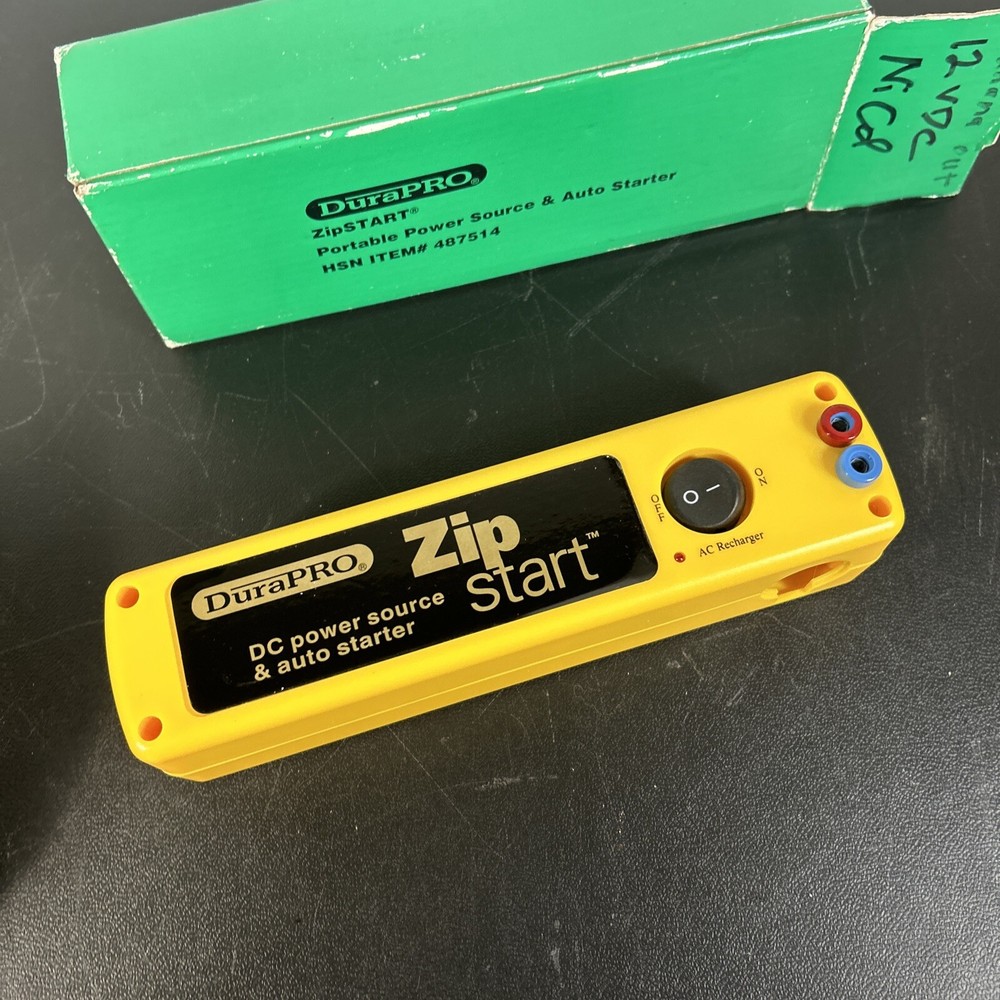 DuraPRO®
ZipSTART®
Portable Power Source & Auto Starter
HSN ITEM# 487514
12 VDC
NiCd
DuraPRO®
Zip
start™
DC power source
& auto starter
OFF
O I
ON
AC Recharger